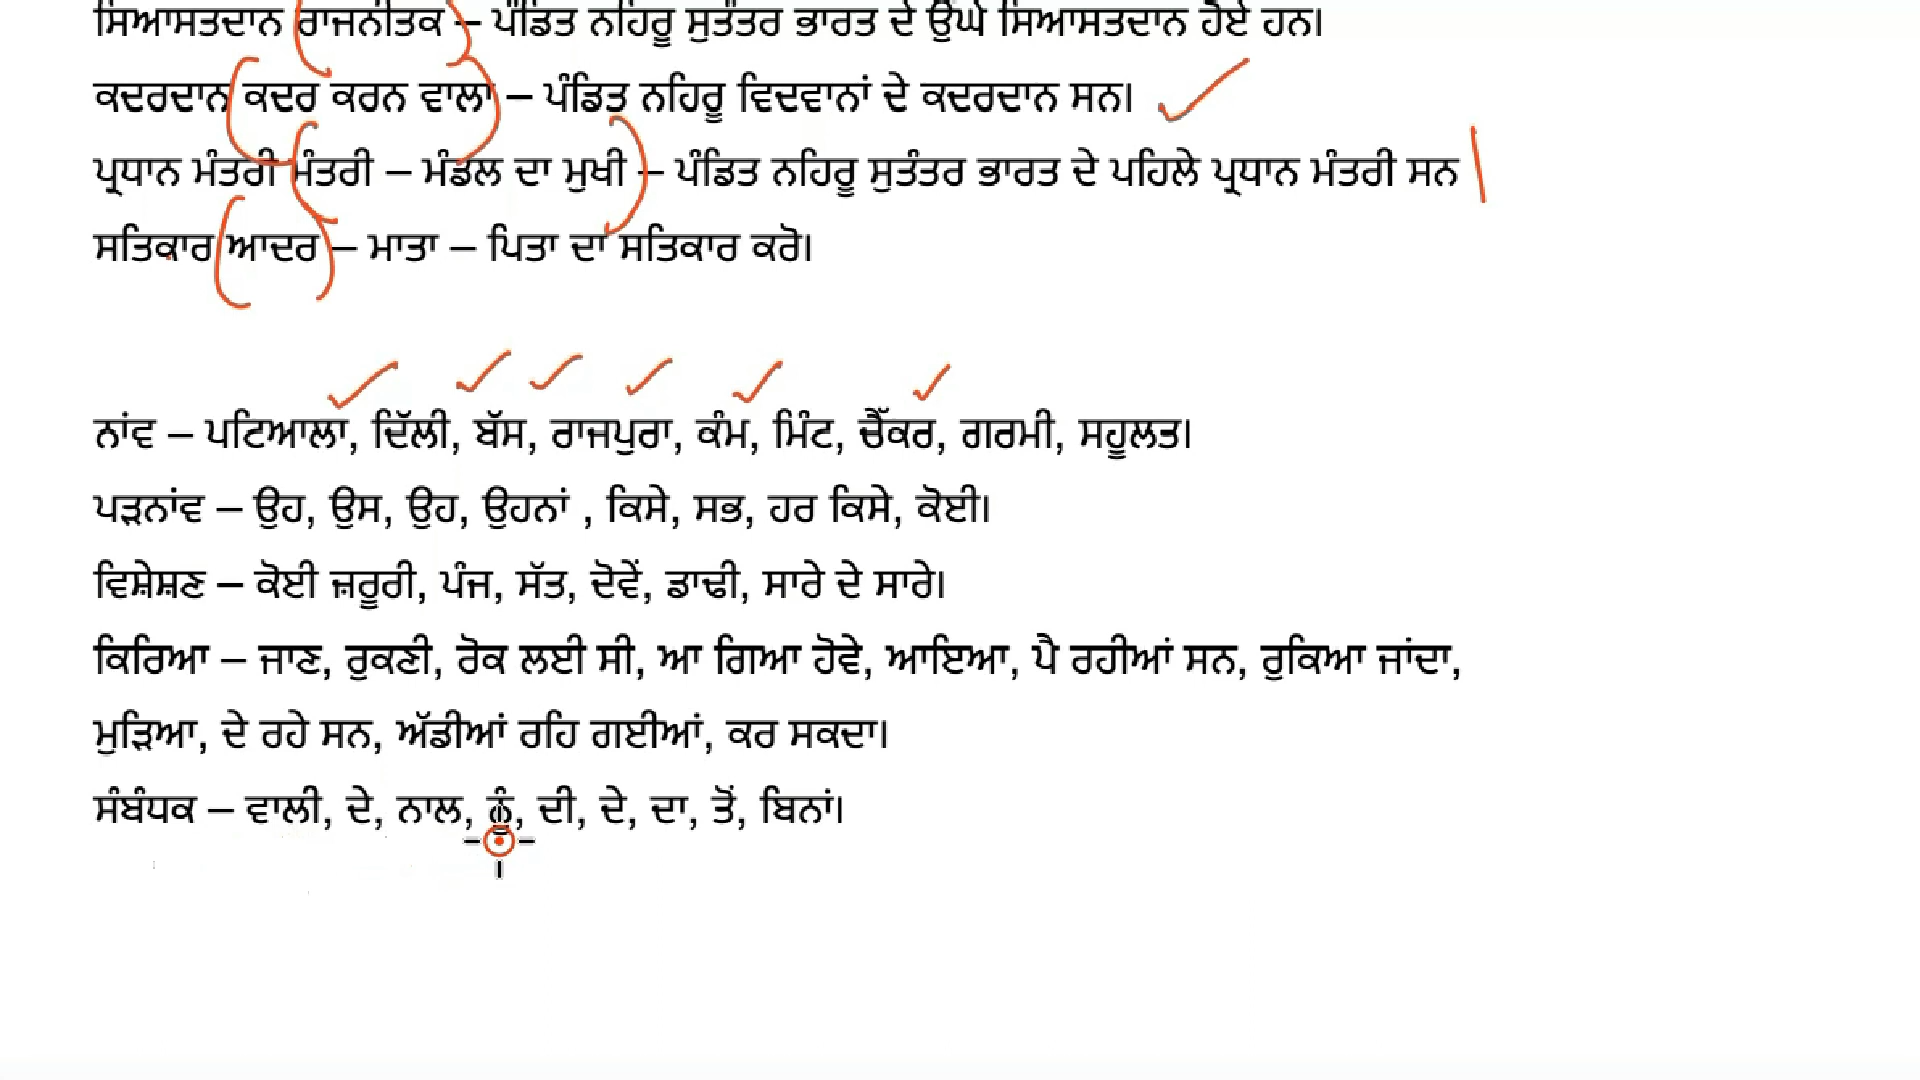 ਸਿਆਸਤਦਾਨ ਰਾਜਨੀਤਕ – ਪੰਡਿਤ ਨਹਿਰੂ ਸੁਤੰਤਰ ਭਾਰਤ ਦੇ ਉਘੇ ਸਿਆਸਤਦਾਨ ਹੋਏ ਹਨ।
ਕਦਰਦਾਨ ਕਦਰ ਕਰਨ ਵਾਲਾ – ਪੰਡਿਤ ਨਹਿਰੂ ਵਿਦਵਾਨਾਂ ਦੇ ਕਦਰਦਾਨ ਸਨ।
ਪ੍ਰਧਾਨ ਮੰਤਰੀ ਮੰਤਰੀ – ਮੰਡਲ ਦਾ ਮੁਖੀ – ਪੰਡਿਤ ਨਹਿਰੂ ਸੁਤੰਤਰ ਭਾਰਤ ਦੇ ਪਹਿਲੇ ਪ੍ਰਧਾਨ ਮੰਤਰੀ ਸਨ
ਸਤਿਕਾਰ ਆਦਰ – ਮਾਤਾ – ਪਿਤਾ ਦਾ ਸਤਿਕਾਰ ਕਰੋ।
ਨਾਂਵ – ਪਟਿਆਲਾ, ਦਿੱਲੀ, ਬੱਸ, ਰਾਜਪੁਰਾ, ਕੰਮ, ਮਿੰਟ, ਚੈੱਕਰ, ਗਰਮੀ, ਸਹੂਲਤ।
ਪੜਨਾਂਵ – ਉਹ, ਉਸ, ਉਹ, ਉਹਨਾਂ , ਕਿਸੇ, ਸਭ, ਹਰ ਕਿਸੇ, ਕੋਈ।
ਵਿਸ਼ੇਸ਼ਣ – ਕੋਈ ਜ਼ਰੂਰੀ, ਪੰਜ, ਸੱਤ, ਦੋਵੇਂ, ਡਾਢੀ, ਸਾਰੇ ਦੇ ਸਾਰੇ।
ਕਿਰਿਆ – ਜਾਣ, ਰੁਕਣੀ, ਰੋਕ ਲਈ ਸੀ, ਆ ਗਿਆ ਹੋਵੇ, ਆਇਆ, ਪੈ ਰਹੀਆਂ ਸਨ, ਰੁਕਿਆ ਜਾਂਦਾ,
ਮੁੜਿਆ, ਦੇ ਰਹੇ ਸਨ, ਅੱਡੀਆਂ ਰਹਿ ਗਈਆਂ, ਕਰ ਸਕਦਾ।
ਸੰਬੰਧਕ – ਵਾਲੀ, ਦੇ, ਨਾਲ, ਨੂੰ, ਦੀ, ਦੇ, ਦਾ, ਤੋਂ, ਬਿਨਾਂ।